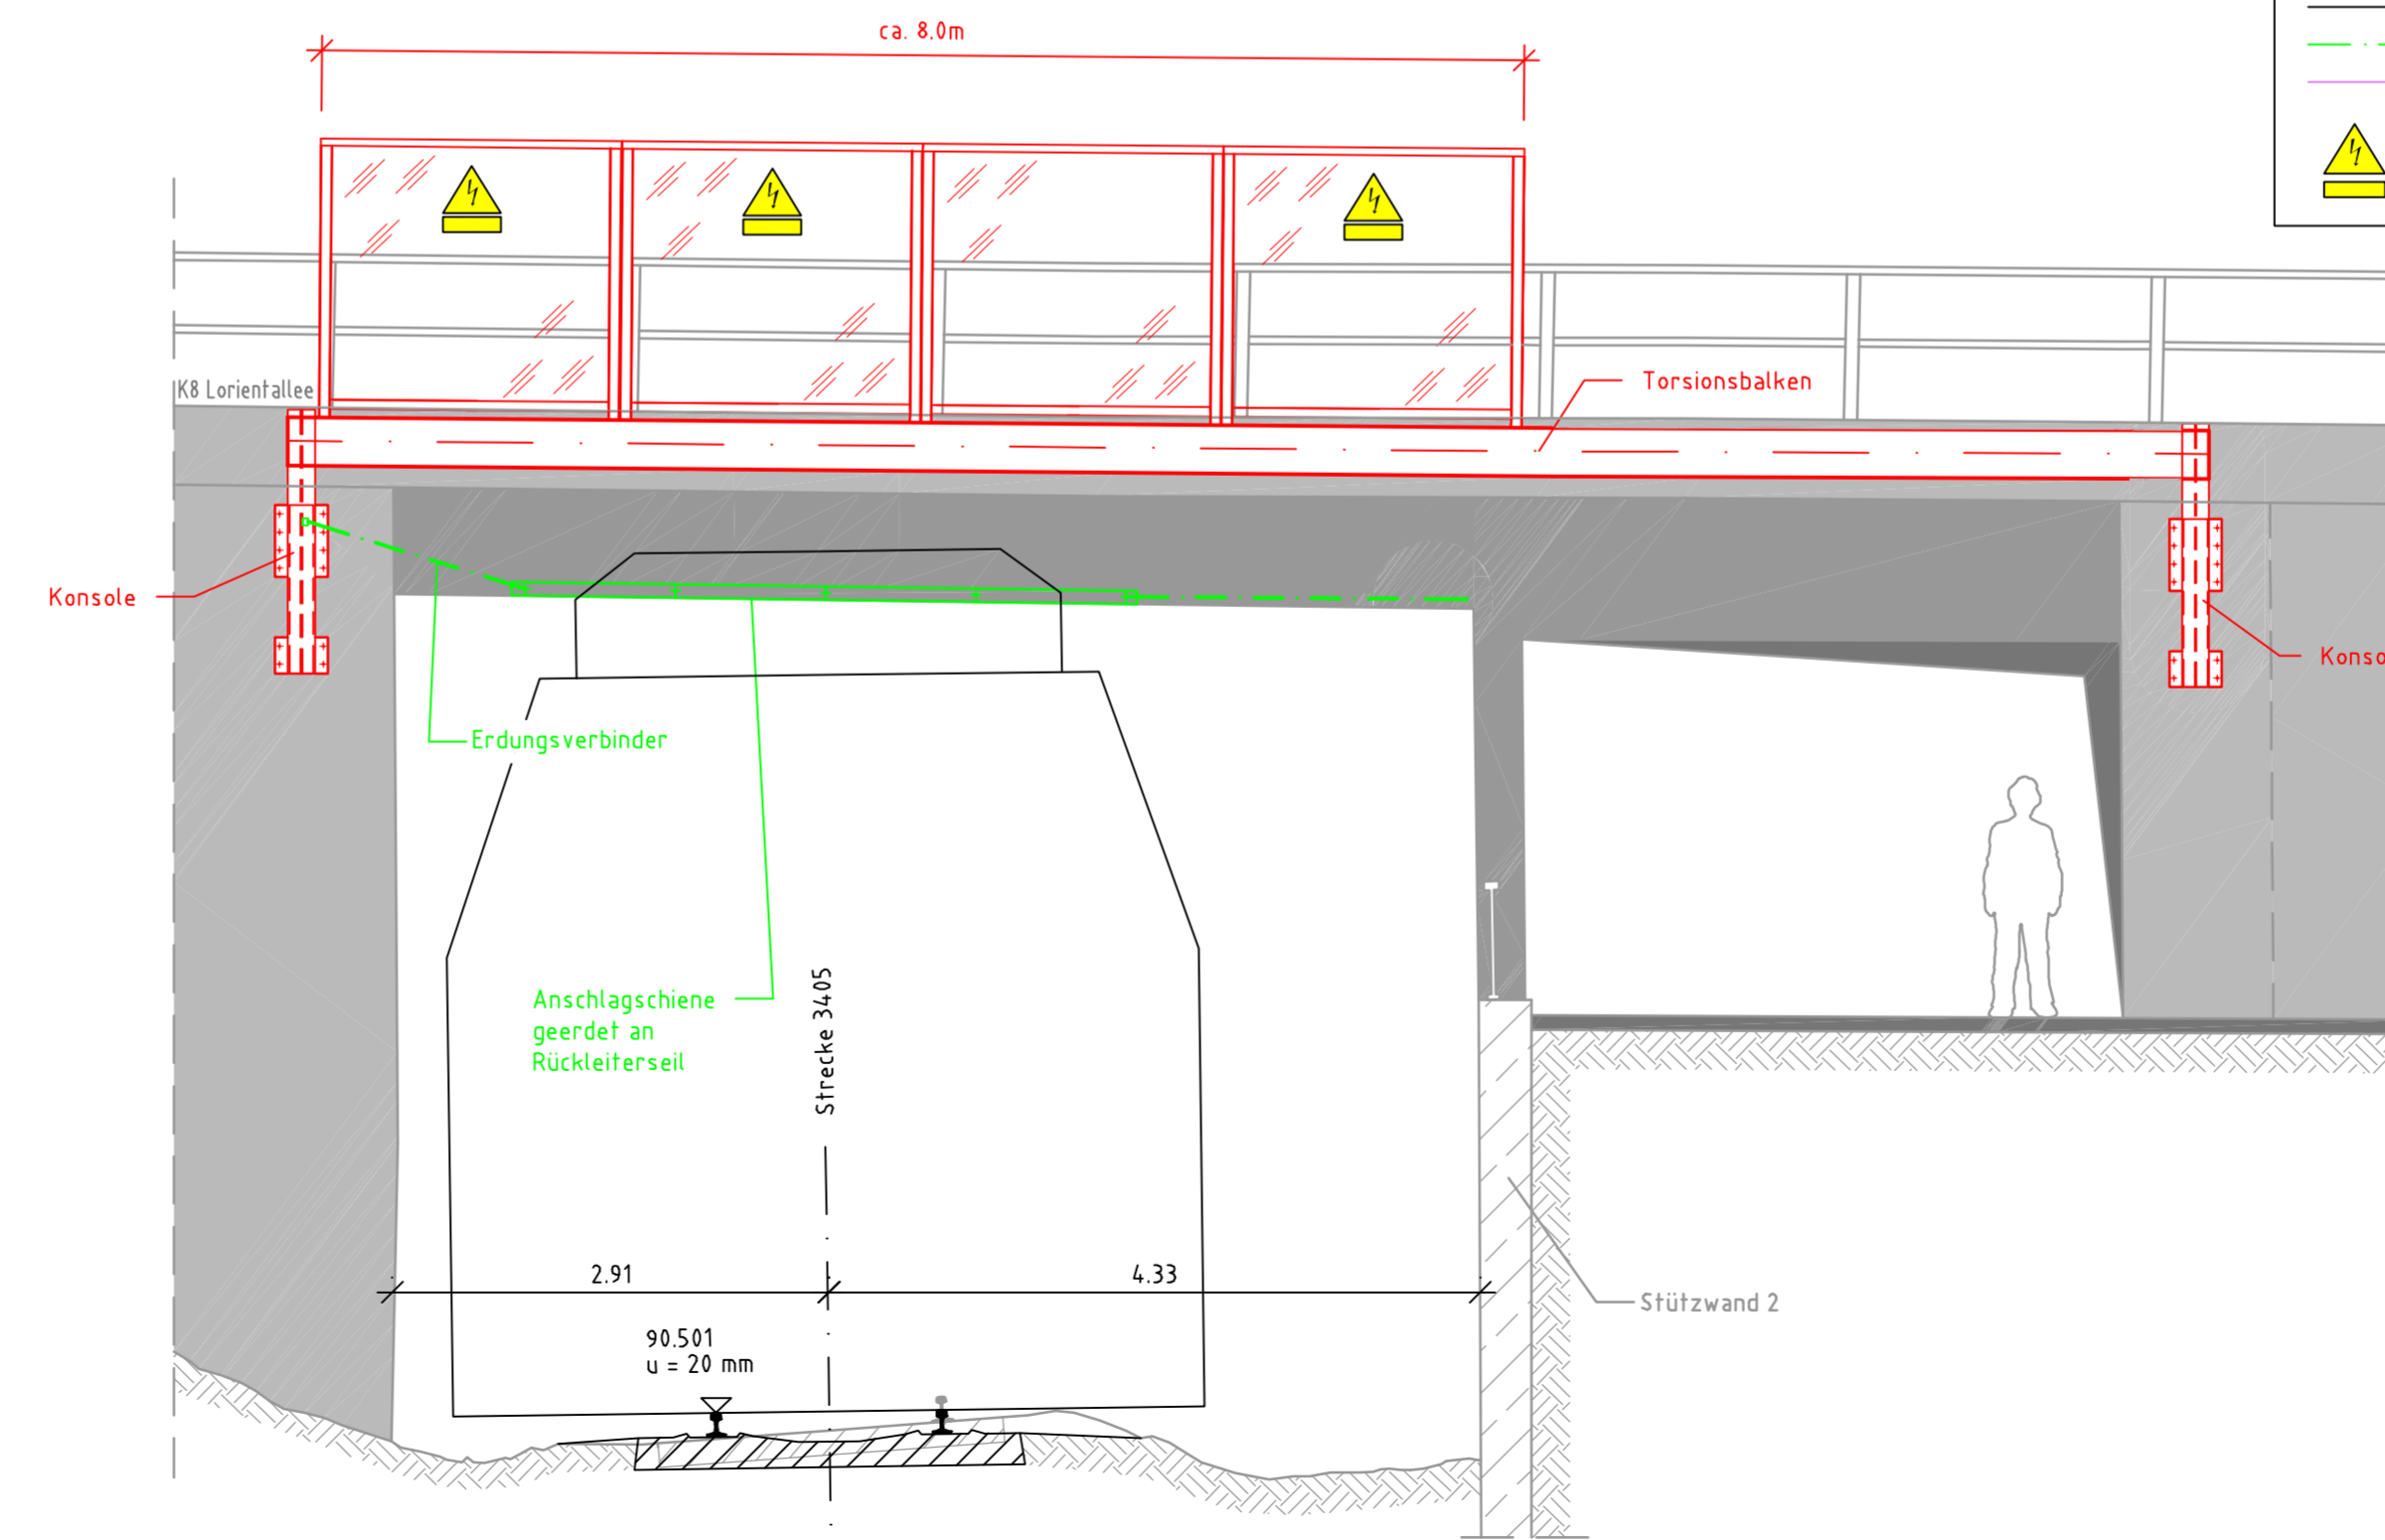 ca. 8.0m
K8 Lorientallee
Torsionsbalken
Konsole
Erdungsverbinder
Anschlagschiene
geerdet an
Rückleiterseil
Strecke 3405
2.91
4.33
90.501
u = 20 mm
Stützwand 2